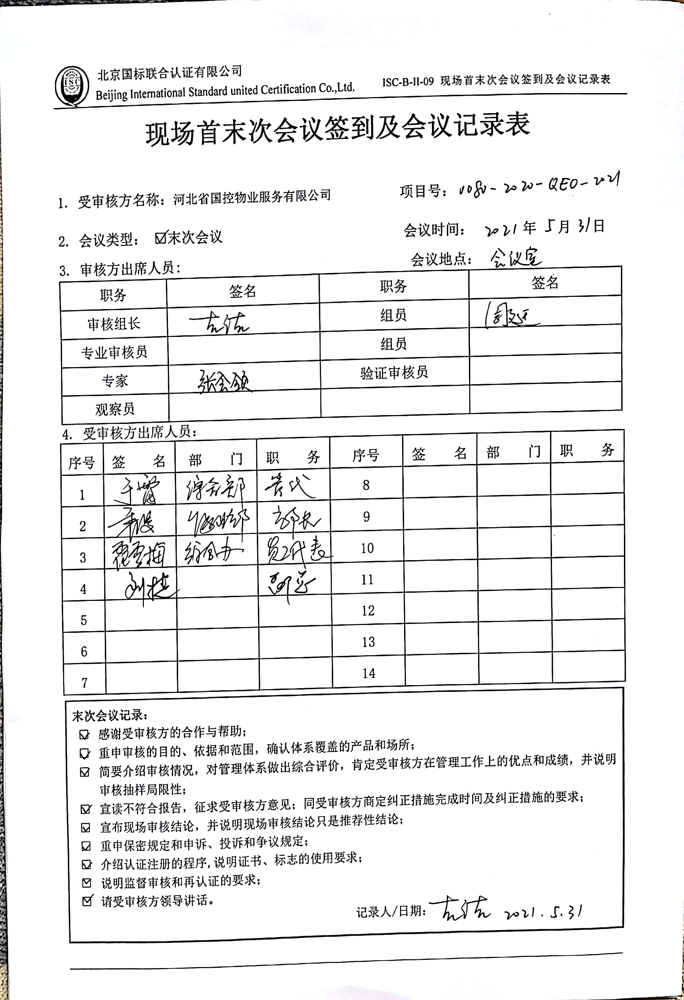 北京国标联合认证有限公司
Beijing International Standard united Certification Co.,Ltd.
ISC-B-II-09 现场首末次会议签到及会议记录表
现场首末次会议签到及会议记录表
1. 受审核方名称：河北省国控物业服务有限公司 项目号：0080-2020-QEO-2021
2. 会议类型：☑末次会议 会议时间：2021年5月31日
会议地点：会议室
3. 审核方出席人员：
职务 签名 职务 签名
审核组长 组员
专业审核员 组员
专家 验证审核员
观察员
4. 受审核方出席人员：
序号 签 名 部 门 职 务 序号 签 名 部 门 职 务
1 综合部 管代 8
2 部长 9
3 综合办 员工代表 10
4 刘捷 副总 11
5 12
6 13
7 14
末次会议记录：
☑ 感谢受审核方的合作与帮助；
☑ 重申审核的目的、依据和范围，确认体系覆盖的产品和场所；
☑ 简要介绍审核情况，对管理体系做出综合评价，肯定受审核方在管理工作上的优点和成绩，并说明
审核抽样局限性；
☑ 宣读不符合报告，征求受审核方意见；同受审核方商定纠正措施完成时间及纠正措施的要求；
☑ 宣布现场审核结论，并说明现场审核结论只是推荐性结论；
☑ 重申保密规定和申诉、投诉和争议规定；
☑ 介绍认证注册的程序,说明证书、标志的使用要求；
☑ 说明监督审核和再认证的要求；
☑ 请受审核方领导讲话。
记录人/日期： 2021.5.31